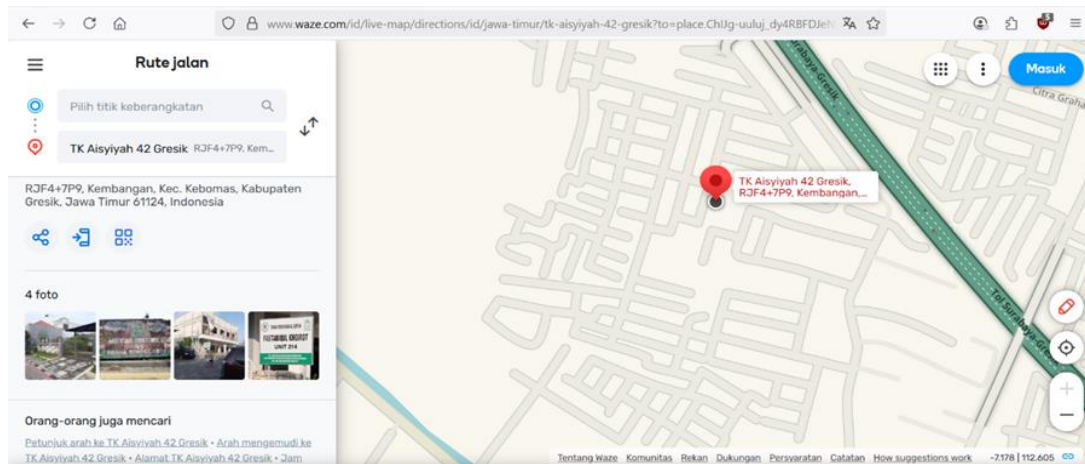 www.waze.com/id/live-map/directions/id/jawa-timur/tk-aisyiyah-42-gresik?to=place.ChIJg-uuluj_dy4RBFDJeN
Rute jalan
Pilih titik keberangkatan
TK Aisyiyah 42 Gresik RJF4+7P9, Kem...
RJF4+7P9, Kembangan, Kec. Kebomas, Kabupaten
Gresik, Jawa Timur 61124, Indonesia
4 foto
UNIT 214
Orang-orang juga mencari
Petunjuk arah ke TK Aisyiyah 42 Gresik • Arah mengemudi ke
TK Aisyiyah 42 Gresik • Alamat TK Aisyiyah 42 Gresik • Jam
Masuk
Surabaya-Gresik
TK Aisyiyah 42 Gresik,
RJF4+7P9, Kembangan,...
Tol Surabaya-Gresik
Tentang Waze Komunitas Rekan Dukungan Persyaratan Catatan How suggestions work -7.178 | 112.605